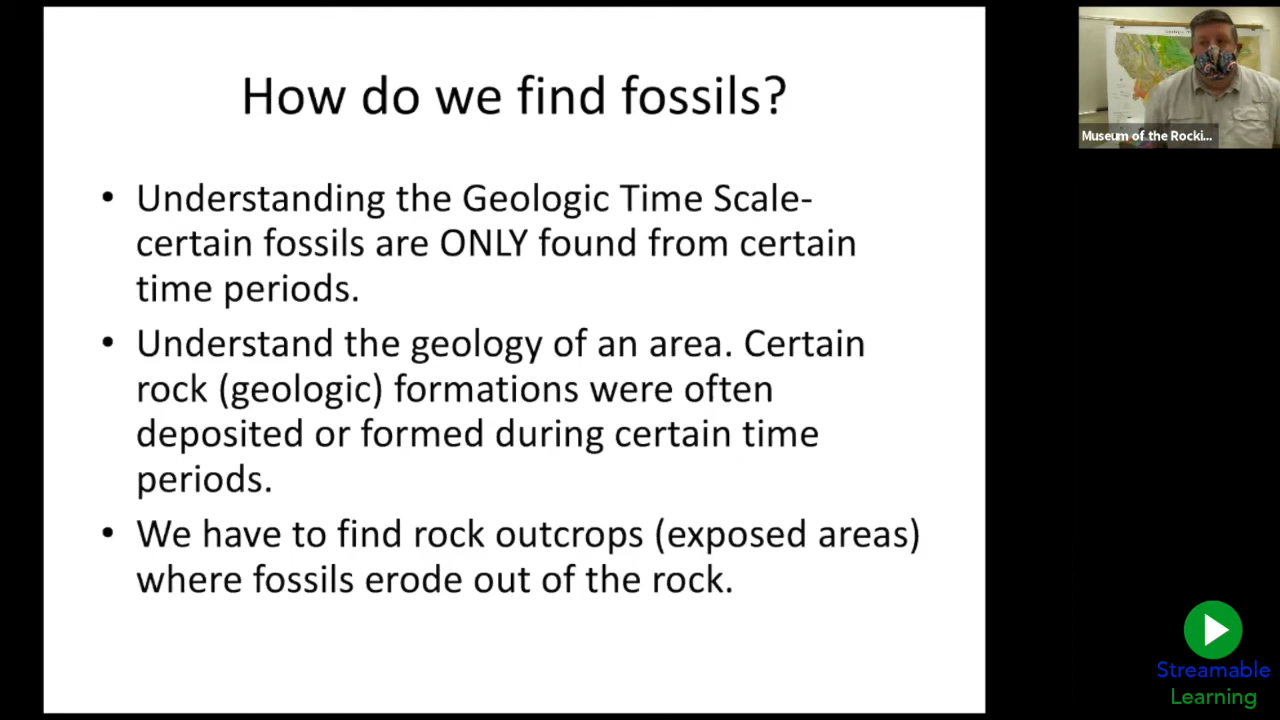 How do we find fossils?
• Understanding the Geologic Time Scale-
certain fossils are ONLY found from certain
time periods.
• Understand the geology of an area. Certain
rock (geologic) formations were often
deposited or formed during certain time
periods.
• We have to find rock outcrops (exposed areas)
where fossils erode out of the rock.
Museum of the Rocki...
Streamable
Learning